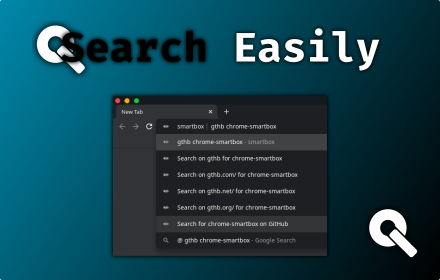 Search Easily
New Tab
smartbox gthb chrome-smartbox
gthb chrome-smartbox - smartbox
Search on gthb for chrome-smartbox
Search on gthb.com/ for chrome-smartbox
Search on gthb.net/ for chrome-smartbox
Search on gthb.org/ for chrome-smartbox
Search for chrome-smartbox on GitHub
@ gthb chrome-smartbox - Google Search